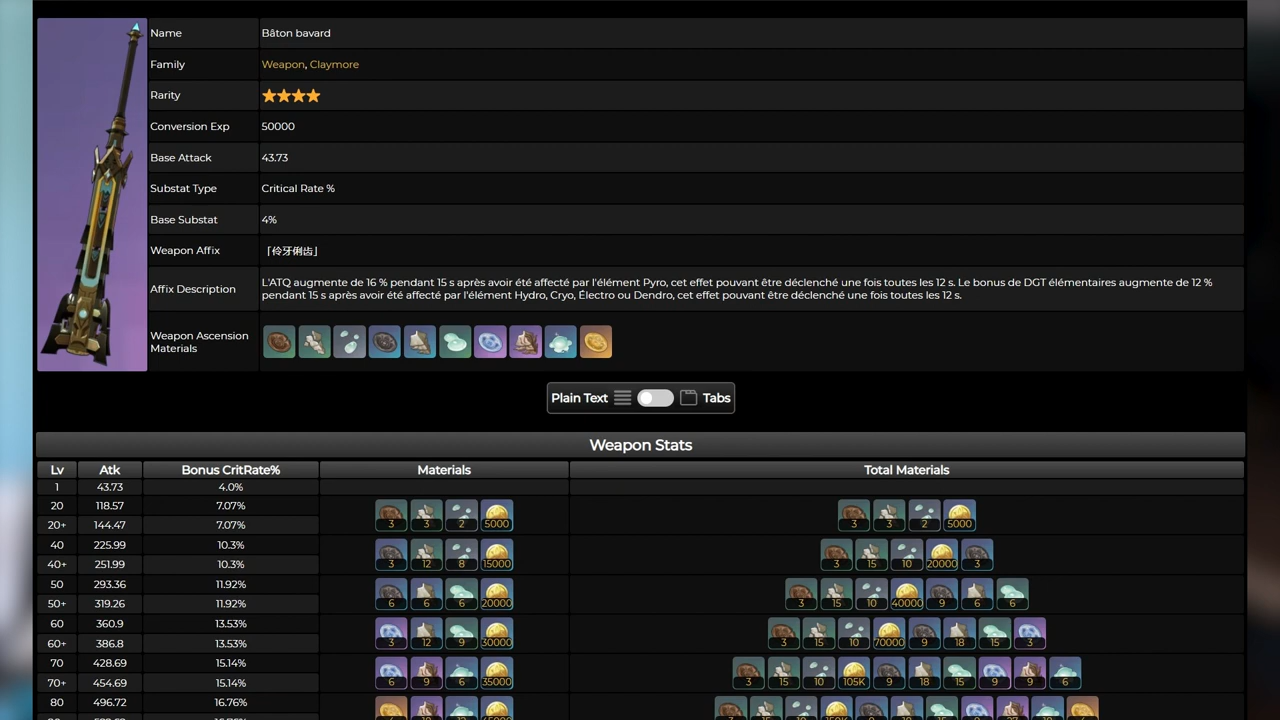 Name Bâton bavard
Family Weapon, Claymore
Rarity
Conversion Exp 50000
Base Attack 43.73
Substat Type Critical Rate %
Base Substat 4%
Weapon Affix 「伶牙俐齿」
Affix Description L'ATQ augmente de 16 % pendant 15 s après avoir été affecté par l'élément Pyro, cet effet pouvant être déclenché une fois toutes les 12 s. Le bonus de DGT élémentaires augmente de 12 %
pendant 15 s après avoir été affecté par l'élément Hydro, Cryo, Électro ou Dendro, cet effet pouvant être déclenché une fois toutes les 12 s.
Weapon Ascension
Materials
Plain Text Tabs
Weapon Stats
Lv Atk Bonus CritRate% Materials Total Materials
1 43.73 4.0%
20 118.57 7.07%
3 3 2 5000 3 3 2 5000
20+ 144.47 7.07%
40 225.99 10.3%
3 12 8 15000 3 15 10 20000 3
40+ 251.99 10.3%
50 293.36 11.92%
6 6 6 20000 3 15 10 40000 9 6 6
50+ 319.26 11.92%
60 360.9 13.53%
3 12 9 30000 3 15 10 70000 9 18 15 3
60+ 386.8 13.53%
70 428.69 15.14%
6 9 6 35000 3 15 10 105K 9 18 15 9 9 6
70+ 454.69 15.14%
80 496.72 16.76%